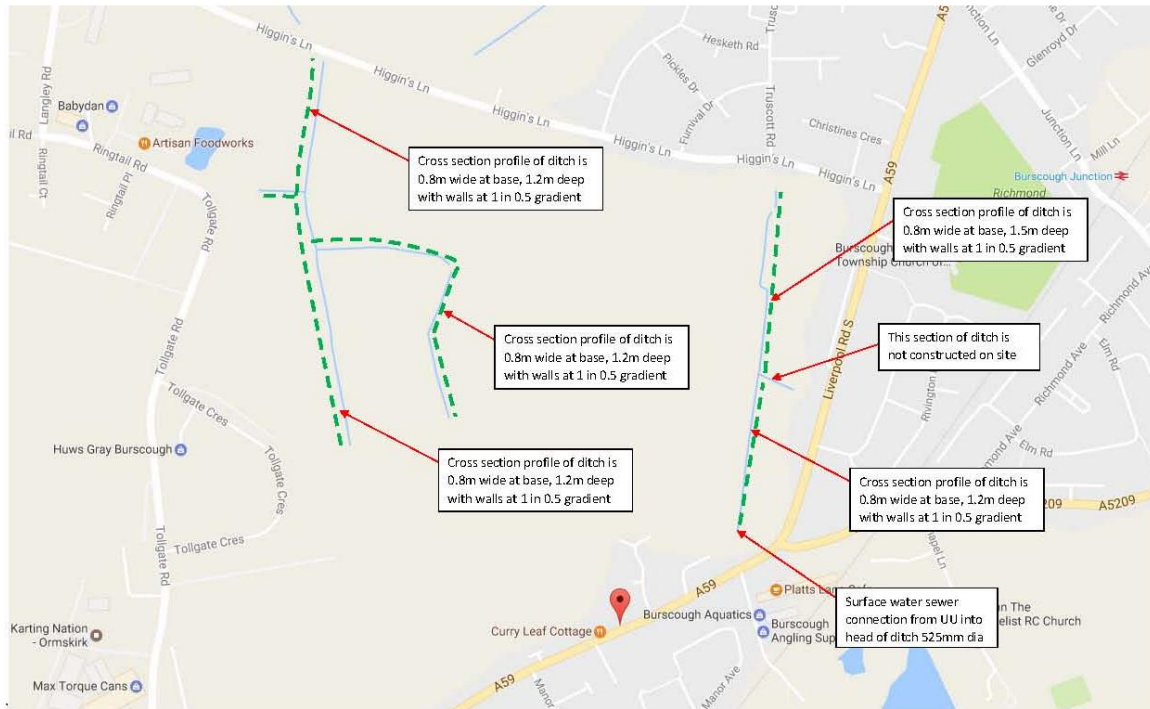 Higgin's Ln
Langley Rd
Babydan
Artisan Foodworks
Ringtail Rd
Ringtail Ct
Ringtail Pl
Tollgate Rd
Higgin's Ln
Higgin's Ln
Higgin's Ln
Higgin's Ln
Hesketh Rd
Pickles Dr
Furnival Dr
Truscott Rd
Christines Cres
Junction Ln
Junction Ln
Glenroyd Dr
Mill Ln
A59
Burscough Junction
Richmond
Cross section profile of ditch is
0.8m wide at base, 1.2m deep
with walls at 1 in 0.5 gradient
Cross section profile of ditch is
0.8m wide at base, 1.5m deep
with walls at 1 in 0.5 gradient
Township Church of...
Richmond Ave
Richmond Ave
Elm Rd
Liverpool Rd S
This section of ditch is
not constructed on site
Cross section profile of ditch is
0.8m wide at base, 1.2m deep
with walls at 1 in 0.5 gradient
Tollgate Rd
Tollgate Cres
Tollgate Cres
Tollgate Cres
Huws Gray Burscough
Tollgate Rd
Cross section profile of ditch is
0.8m wide at base, 1.2m deep
with walls at 1 in 0.5 gradient
Elm Rd
Cross section profile of ditch is
0.8m wide at base, 1.2m deep
with walls at 1 in 0.5 gradient
A5209
A59
Surface water sewer
connection from UU into
head of ditch 525mm dia
Burscough Aquatics
Burscough
Curry Leaf Cottage
Karting Nation
- Ormskirk
Max Torque Cans
A59
Manor
Manor Ave
RC Church